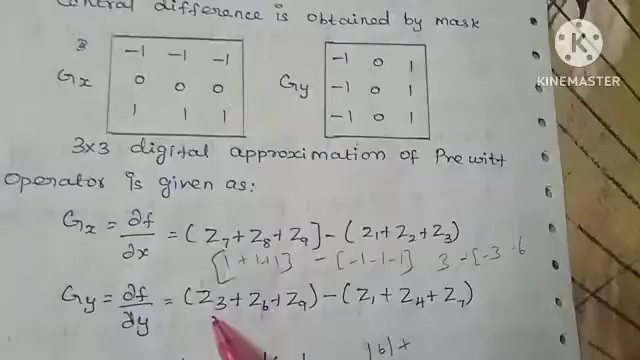 Central difference is obtained by mask
KINEMASTER
-1 -1 -1 -1 0 1
Gx 0 0 0 Gy -1 0 1
1 1 1 -1 0 1
3x3 digital approximation of Prewitt
Operator is given as:
Gx = ∂f/∂x = (Z7+Z8+Z9] - (Z1+Z2+Z3)
[1+1+1] - [-1-1-1] 3-[-3 6
Gy = ∂f/∂y = (Z3+Z6+Z9) - (Z1+Z4+Z7)